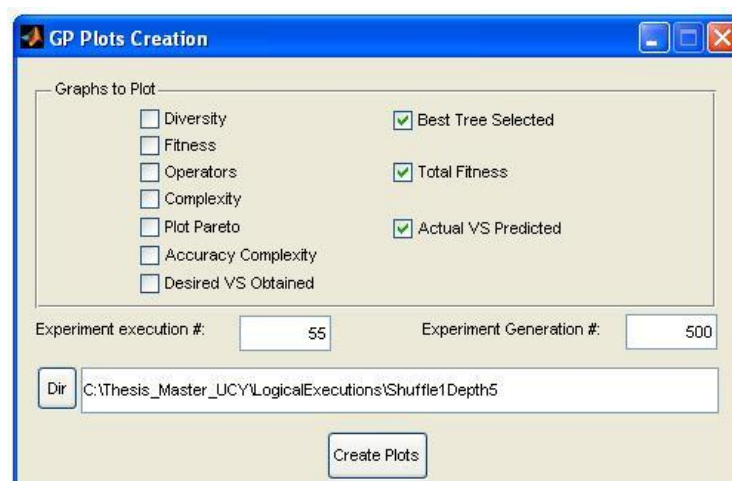 GP Plots Creation
Graphs to Plot
Diversity
Fitness
Operators
Complexity
Plot Pareto
Accuracy Complexity
Desired VS Obtained
Best Tree Selected
Total Fitness
Actual VS Predicted
Experiment execution #: 55
Experiment Generation #: 500
Dir C:\Thesis_Master_UCY\LogicalExecutions\Shuffle1Depth5
Create Plots